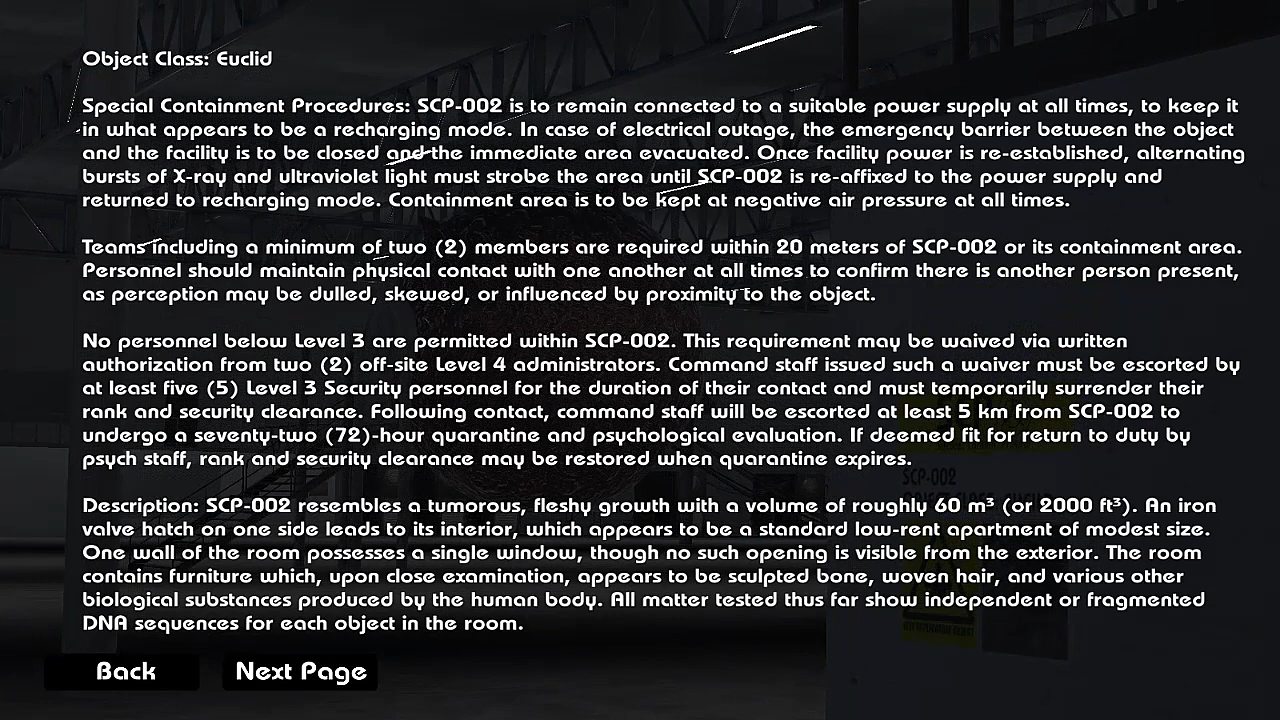 Object Class: Euclid
Special Containment Procedures: SCP-002 is to remain connected to a suitable power supply at all times, to keep it
in what appears to be a recharging mode. In case of electrical outage, the emergency barrier between the object
and the facility is to be closed and the immediate area evacuated. Once facility power is re-established, alternating
bursts of X-ray and ultraviolet light must strobe the area until SCP-002 is re-affixed to the power supply and
returned to recharging mode. Containment area is to be kept at negative air pressure at all times.
Teams including a minimum of two (2) members are required within 20 meters of SCP-002 or its containment area.
Personnel should maintain physical contact with one another at all times to confirm there is another person present,
as perception may be dulled, skewed, or influenced by proximity to the object.
No personnel below Level 3 are permitted within SCP-002. This requirement may be waived via written
authorization from two (2) off-site Level 4 administrators. Command staff issued such a waiver must be escorted by
at least five (5) Level 3 Security personnel for the duration of their contact and must temporarily surrender their
rank and security clearance. Following contact, command staff will be escorted at least 5 km from SCP-002 to
undergo a seventy-two (72)-hour quarantine and psychological evaluation. If deemed fit for return to duty by
psych staff, rank and security clearance may be restored when quarantine expires.
SCP-002
Description: SCP-002 resembles a tumorous, fleshy growth with a volume of roughly 60 m³ (or 2000 ft³). An iron
valve hatch on one side leads to its interior, which appears to be a standard low-rent apartment of modest size.
One wall of the room possesses a single window, though no such opening is visible from the exterior. The room
contains furniture which, upon close examination, appears to be sculpted bone, woven hair, and various other
biological substances produced by the human body. All matter tested thus far show independent or fragmented
DNA sequences for each object in the room.
Back
Next Page